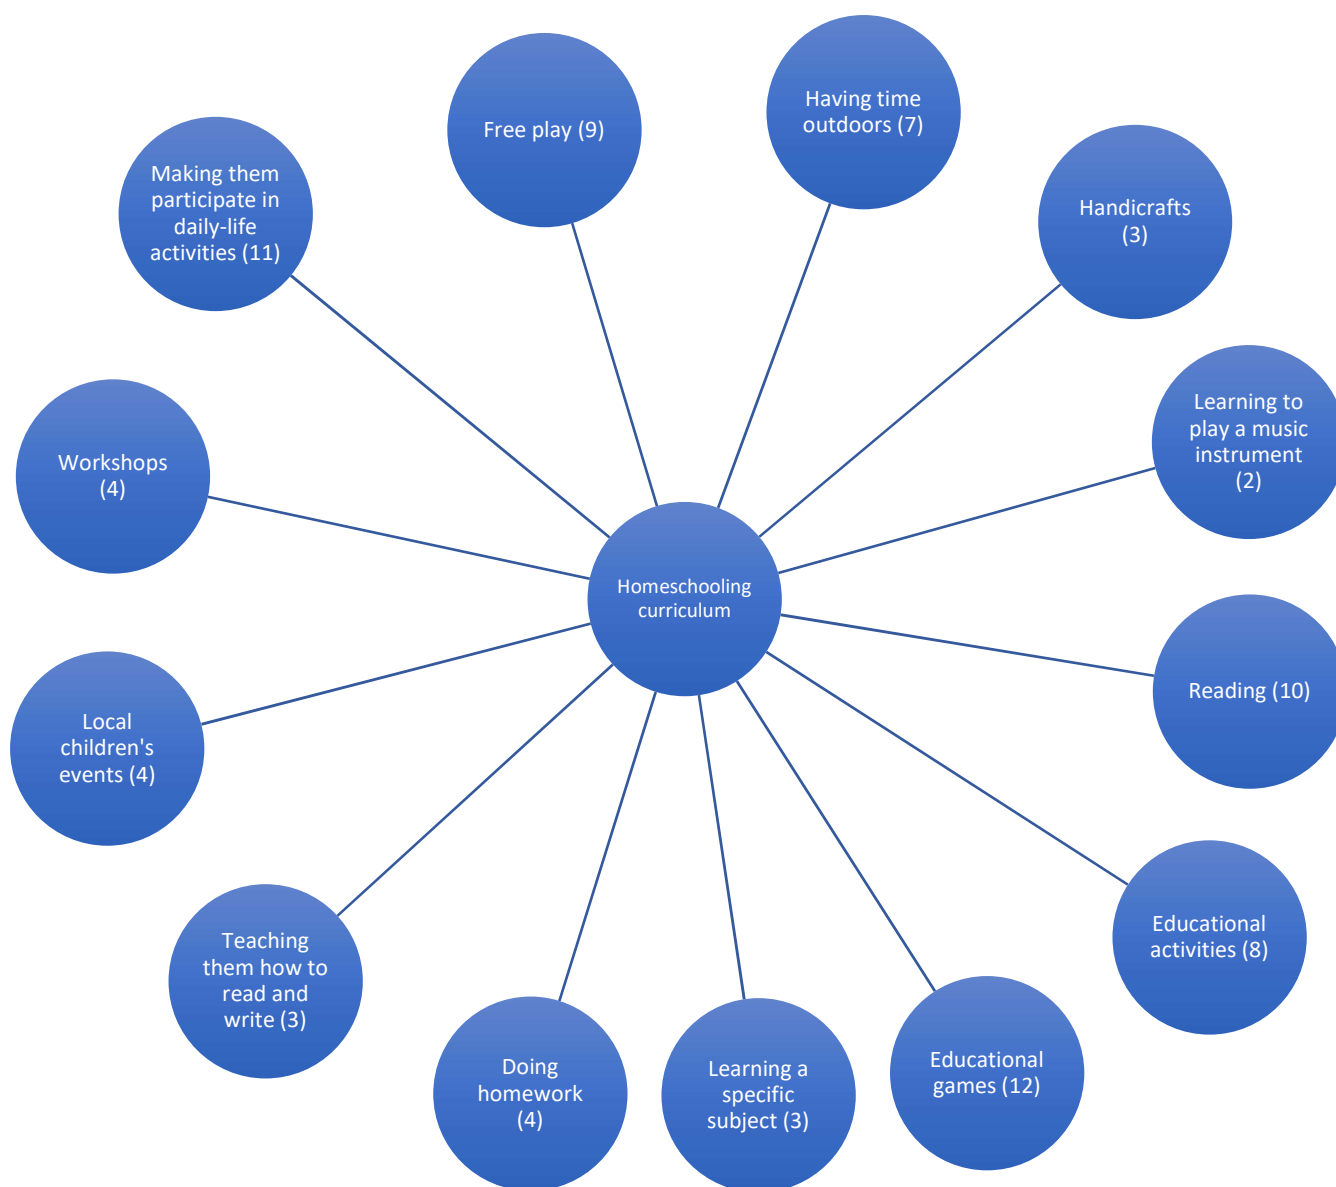 Free play (9)
Having time
outdoors (7)
Handicrafts
(3)
Learning to
play a music
instrument
(2)
Reading (10)
Educational
activities (8)
Educational
games (12)
Learning a
specific
subject (3)
Doing
homework
(4)
Teaching
them how to
read and
write (3)
Local
children's
events (4)
Workshops
(4)
Making them
participate in
daily-life
activities (11)
Homeschooling
curriculum